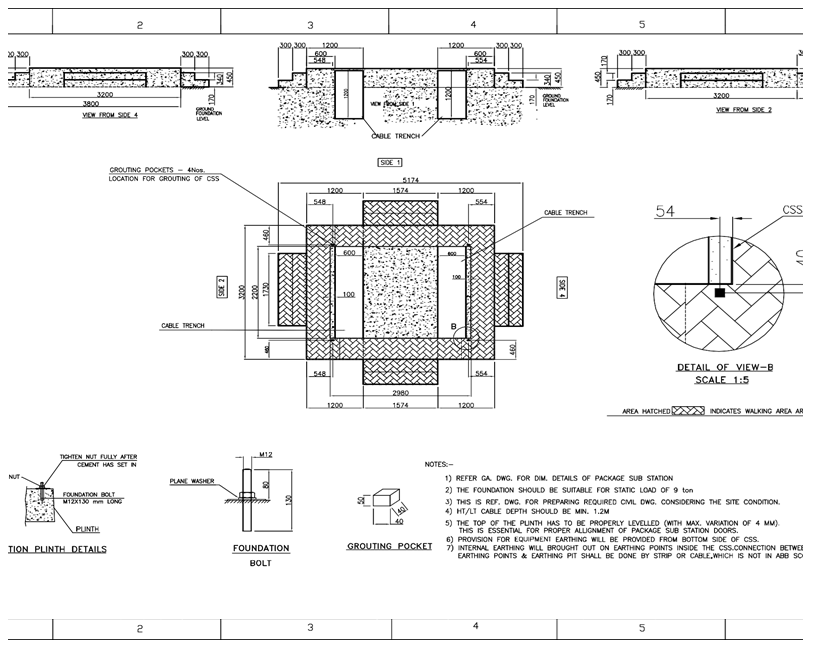 2 3 4 5
300 300 1200 1200 300 300 300 300
600 600
548 554
340 450 1200 VIEW FROM SIDE 1 1200 340 450 450 170
3200 170 170 3200
3800 GROUND FOUNDATION LEVEL GROUND FOUNDATION LEVEL
VIEW FROM SIDE 4 VIEW FROM SIDE 2
CABLE TRENCH
SIDE 1
GROUTING POCKETS - 4Nos.
LOCATION FOR GROUTING OF CSS
5174
1200 1574 1200
548 554
CABLE TRENCH
54 CSS
460
600 600
SIDE 2 3200 2200 1730 100 100 SIDE 4
CABLE TRENCH
B
460 460
548 554
2980
1200 1574 1200
DETAIL OF VIEW-B
SCALE 1:5
AREA HATCHED INDICATES WALKING AREA AR
TIGHTEN NUT FULLY AFTER
CEMENT HAS SET IN
NUT
FOUNDATION BOLT
M12X130 mm LONG
PLINTH
TION PLINTH DETAILS
M12
PLANE WASHER
80
130
FOUNDATION
BOLT
50
40
40
GROUTING POCKET
NOTES:-
1) REFER GA. DWG. FOR DIM. DETAILS OF PACKAGE SUB STATION
2) THE FOUNDATION SHOULD BE SUITABLE FOR STATIC LOAD OF 9 ton
3) THIS IS REF. DWG. FOR PREPARING REQUIRED CIVIL DWG. CONSIDERING THE SITE CONDITION.
4) HT/LT CABLE DEPTH SHOULD BE MIN. 1.2M
5) THE TOP OF THE PLINTH HAS TO BE PROPERLY LEVELLED (WITH MAX. VARIATION OF 4 MM).
THIS IS ESSENTIAL FOR PROPER ALLIGNMENT OF PACKAGE SUB STATION DOORS.
6) PROVISION FOR EQUIPMENT EARTHING WILL BE PROVIDED FROM BOTTOM SIDE OF CSS.
7) INTERNAL EARTHING WILL BROUGHT OUT ON EARTHING POINTS INSIDE THE CSS.CONNECTION BETWEE
EARTHING POINTS & EARTHING PIT SHALL BE DONE BY STRIP OR CABLE,WHICH IS NOT IN ABB SC
2 3 4 5